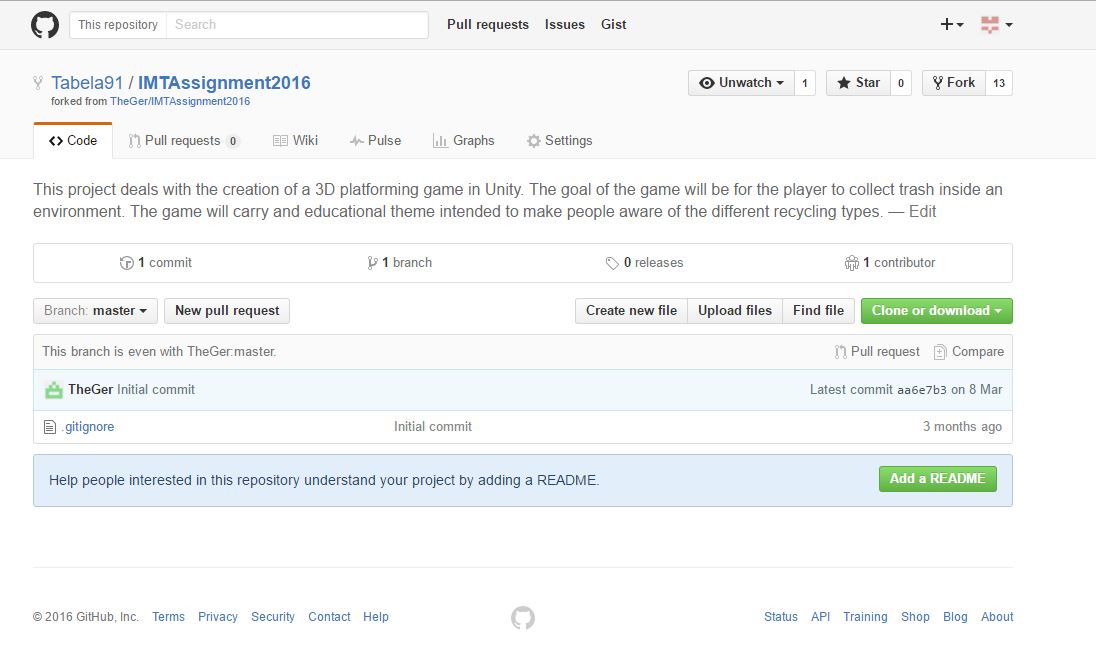 This repository Search Pull requests Issues Gist
Tabela91 / IMTAssignment2016 Unwatch 1 Star 0 Fork 13
forked from TheGer/IMTAssignment2016
Code Pull requests 0 Wiki Pulse Graphs Settings
This project deals with the creation of a 3D platforming game in Unity. The goal of the game will be for the player to collect trash inside an
environment. The game will carry and educational theme intended to make people aware of the different recycling types. — Edit
1 commit 1 branch 0 releases 1 contributor
Branch: master New pull request Create new file Upload files Find file Clone or download
This branch is even with TheGer:master. Pull request Compare
TheGer Initial commit Latest commit aa6e7b3 on 8 Mar
.gitignore Initial commit 3 months ago
Help people interested in this repository understand your project by adding a README. Add a README
© 2016 GitHub, Inc. Terms Privacy Security Contact Help Status API Training Shop Blog About